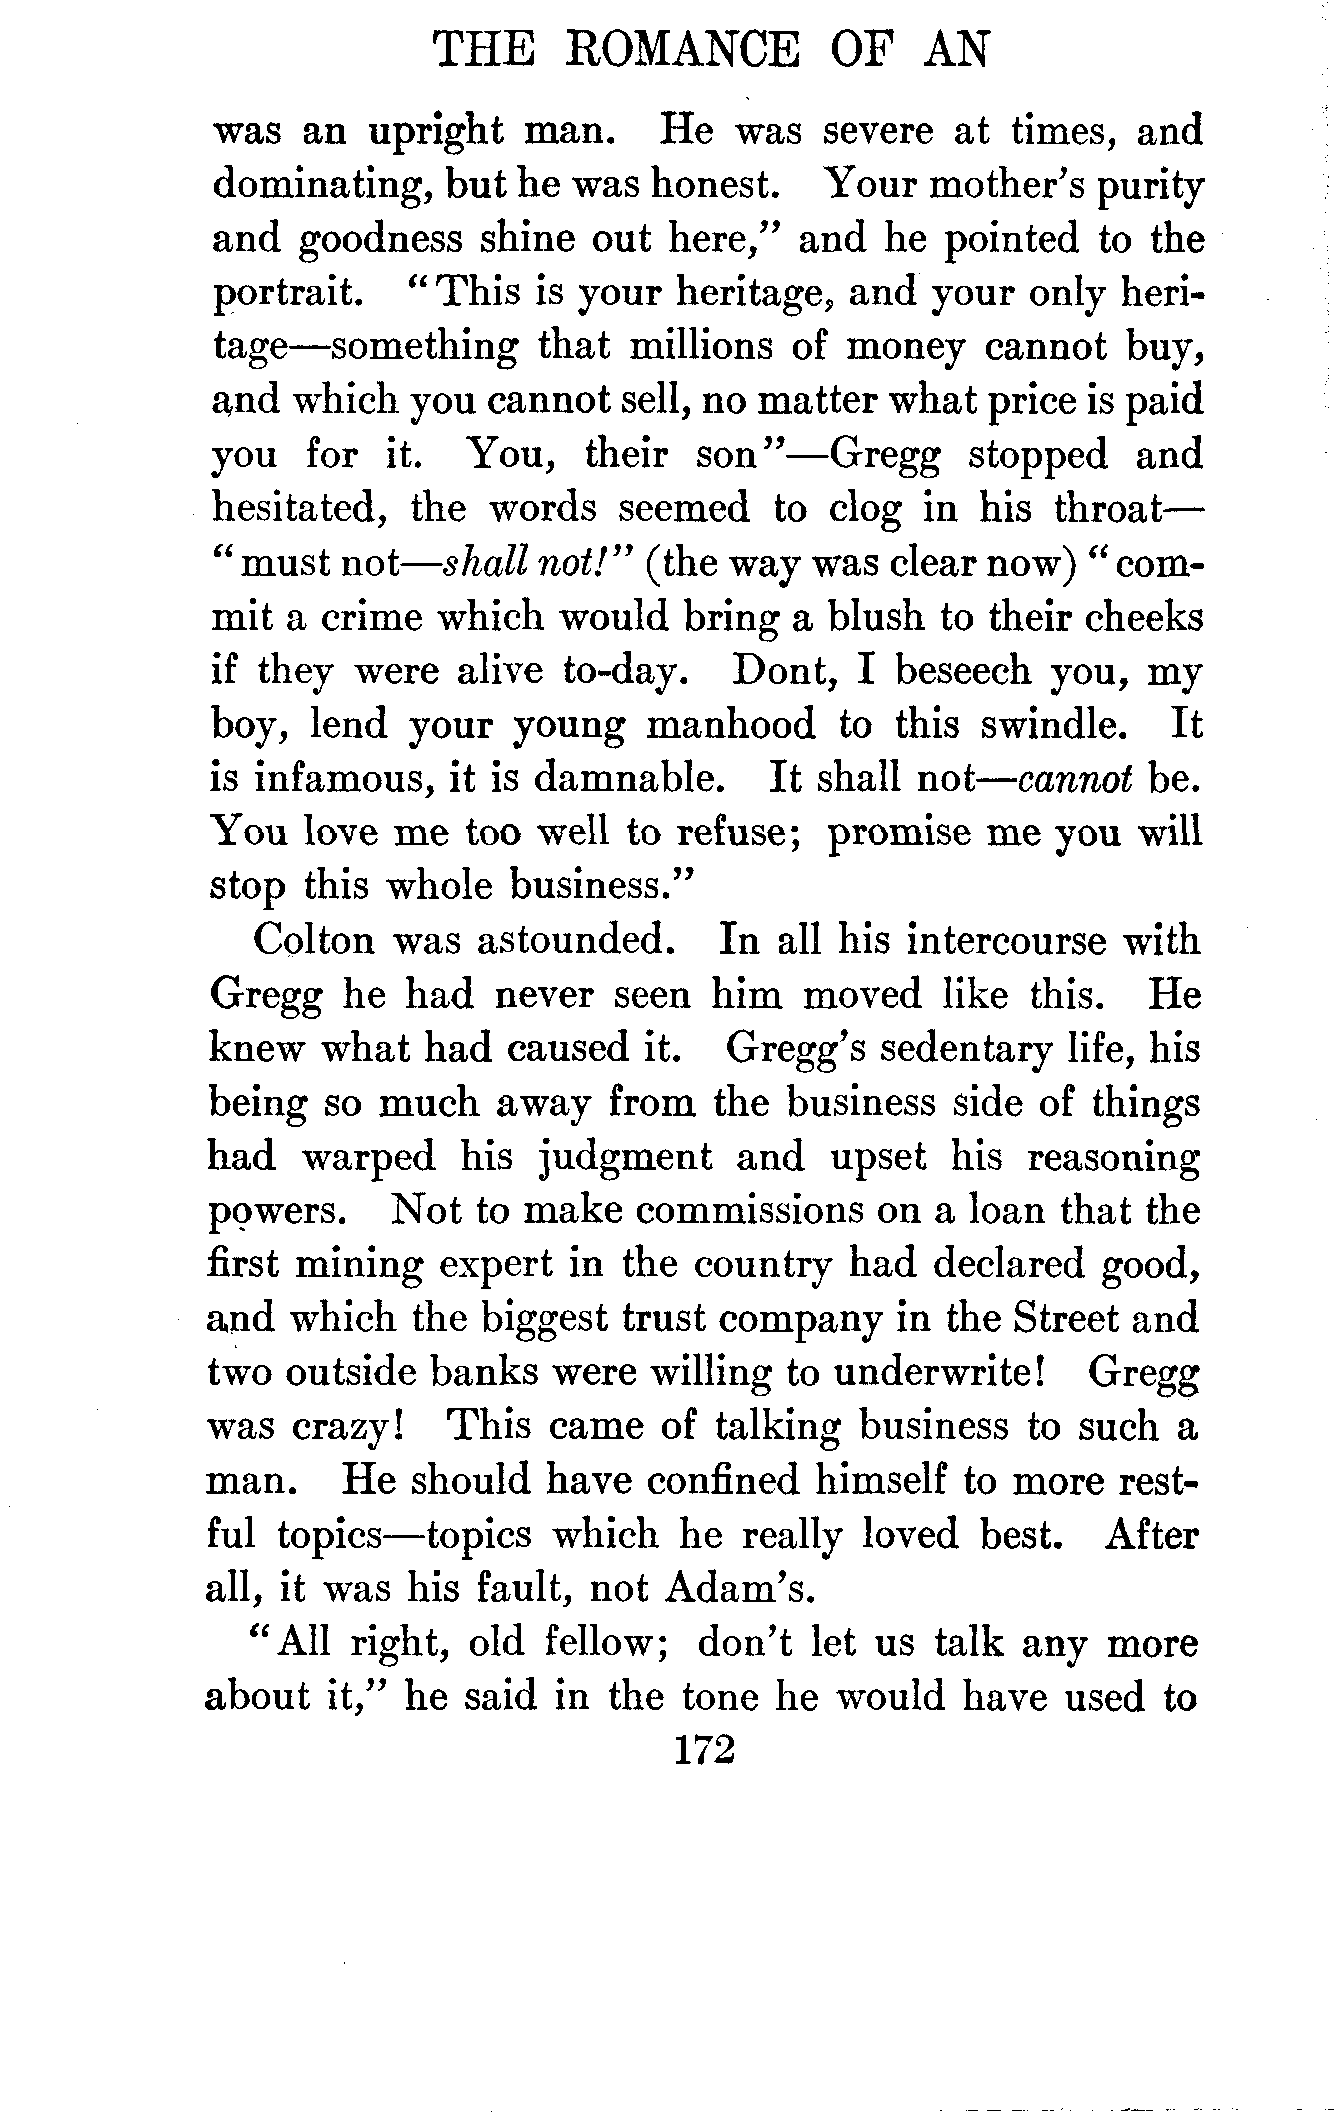 THE ROMANCE OF AN
was an upright man. He was severe at times, and
dominating, but he was honest. Your mother's purity
and goodness shine out here,” and he pointed to the
portrait. “This is your heritage, and your only heri-
tage—something that millions of money cannot buy,
and which you cannot sell, no matter what price is paid
you for it. You, their son”—Gregg stopped and
hesitated, the words seemed to clog in his throat—
“must not—shall not!” (the way was clear now) “com-
mit a crime which would bring a blush to their cheeks
if they were alive to-day. Dont, I beseech you, my
boy, lend your young manhood to this swindle. It
is infamous, it is damnable. It shall not—cannot be.
You love me too well to refuse; promise me you will
stop this whole business.”
Colton was astounded. In all his intercourse with
Gregg he had never seen him moved like this. He
knew what had caused it. Gregg's sedentary life, his
being so much away from the business side of things
had warped his judgment and upset his reasoning
powers. Not to make commissions on a loan that the
first mining expert in the country had declared good,
and which the biggest trust company in the Street and
two outside banks were willing to underwrite! Gregg
was crazy! This came of talking business to such a
man. He should have confined himself to more rest-
ful topics—topics which he really loved best. After
all, it was his fault, not Adam's.
“All right, old fellow; don't let us talk any more
about it,” he said in the tone he would have used to
172